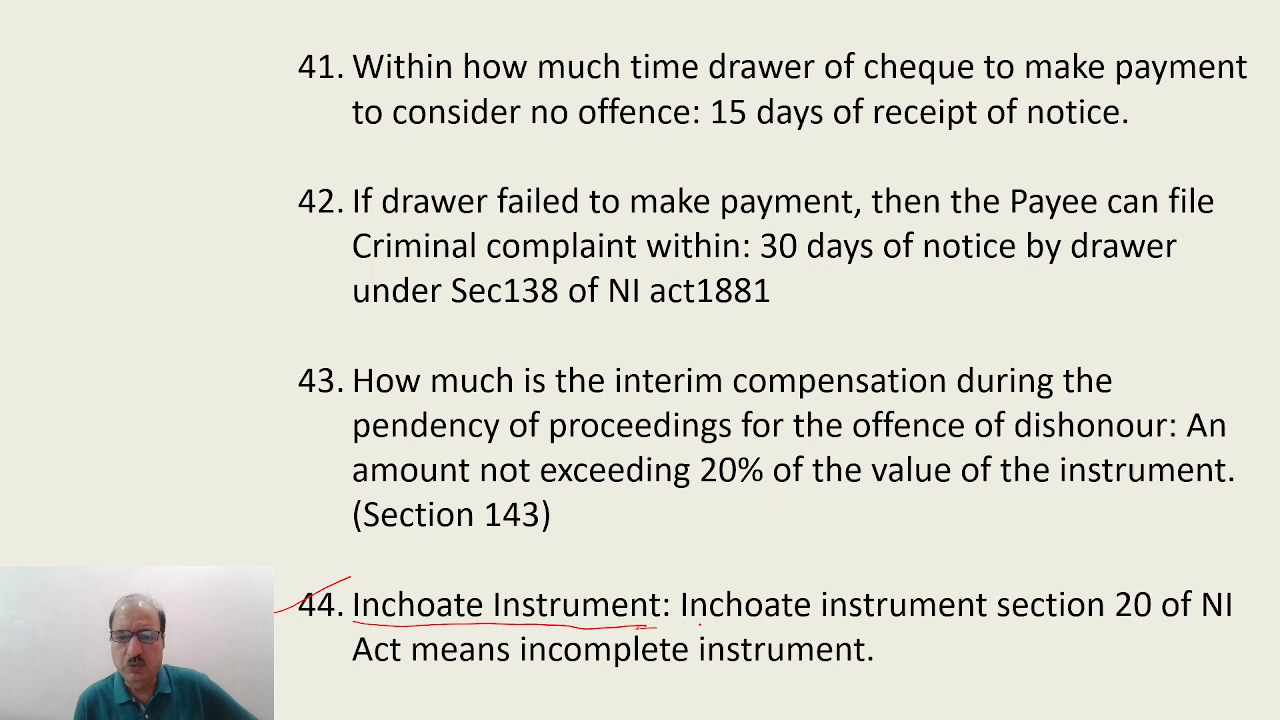 41. Within how much time drawer of cheque to make payment
to consider no offence: 15 days of receipt of notice.
42. If drawer failed to make payment, then the Payee can file
Criminal complaint within: 30 days of notice by drawer
under Sec138 of NI act1881
43. How much is the interim compensation during the
pendency of proceedings for the offence of dishonour: An
amount not exceeding 20% of the value of the instrument.
(Section 143)
44. Inchoate Instrument: Inchoate instrument section 20 of NI
Act means incomplete instrument.